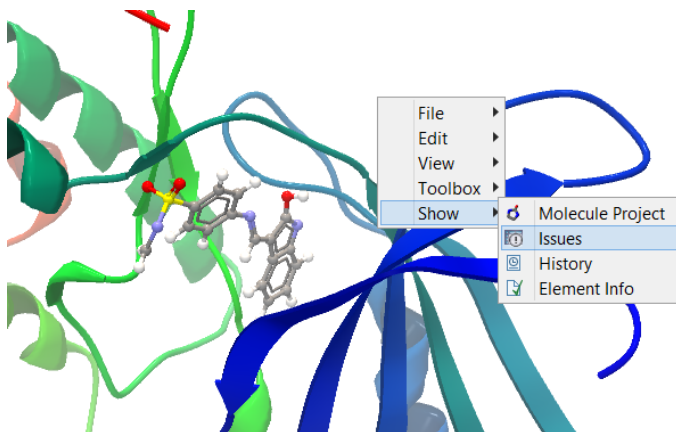 File
Edit
View
Toolbox
Show
Molecule Project
Issues
History
Element Info